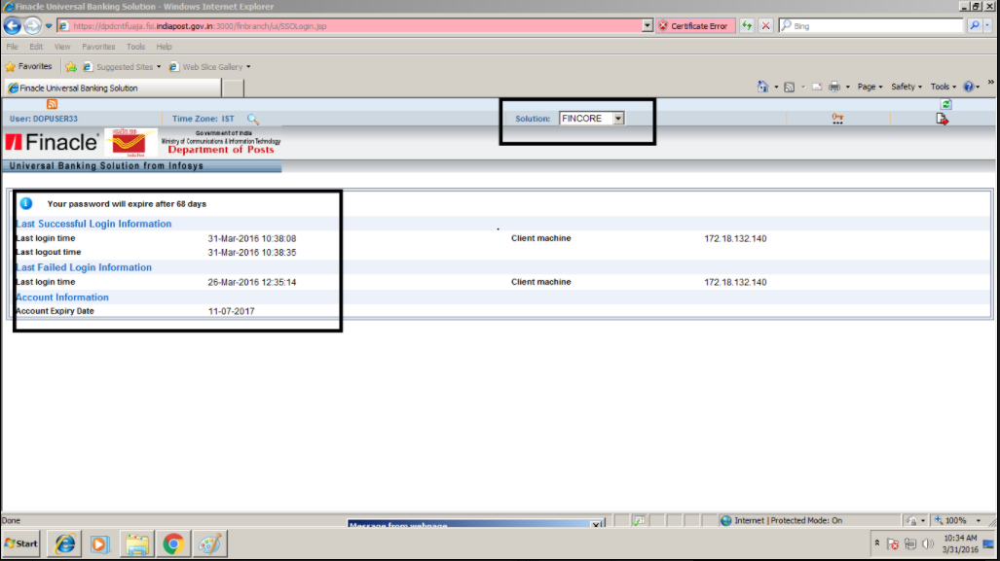 Finacle Universal Banking Solution - Windows Internet Explorer
https://dpdcntfuaja.fsi.indiapost.gov.in:3000/finbranch/ui/SSOLogin.jsp Certificate Error Bing
File Edit View Favorites Tools Help
Favorites Suggested Sites Web Slice Gallery
Finacle Universal Banking Solution Page Safety Tools
User: DOPUSER33 Time Zone: IST Solution: FINCORE
Finacle Government of India
Ministry of Communications & Information Technology
Department of Posts
India Post
Universal Banking Solution from Infosys
Your password will expire after 68 days
Last Successful Login Information
Last login time 31-Mar-2016 10:38:08 Client machine 172.18.132.140
Last logout time 31-Mar-2016 10:38:35
Last Failed Login Information
Last login time 26-Mar-2016 12:35:14 Client machine 172.18.132.140
Account Information
Account Expiry Date 11-07-2017
Done Message from webpage Internet | Protected Mode: On 100%
Start 10:34 AM
3/31/2016